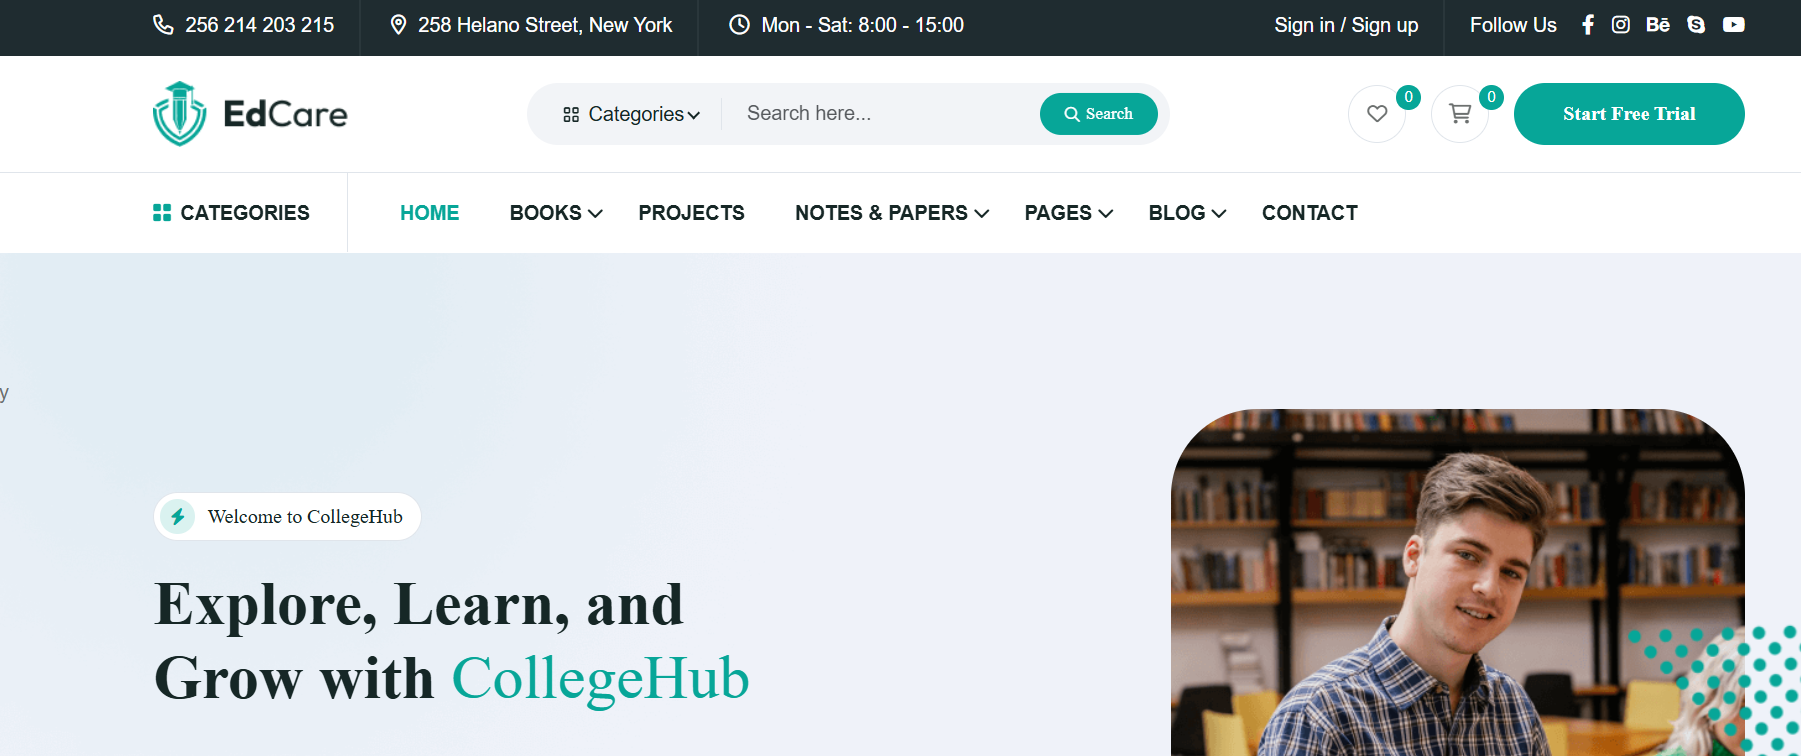 256 214 203 215
258 Helano Street, New York
Mon - Sat: 8:00 - 15:00
Sign in / Sign up
Follow Us
Bē
EdCare
Categories
Search here...
Search
0
0
Start Free Trial
CATEGORIES
HOME
BOOKS
PROJECTS
NOTES & PAPERS
PAGES
BLOG
CONTACT
y
Welcome to CollegeHub
Explore, Learn, and
Grow with CollegeHub